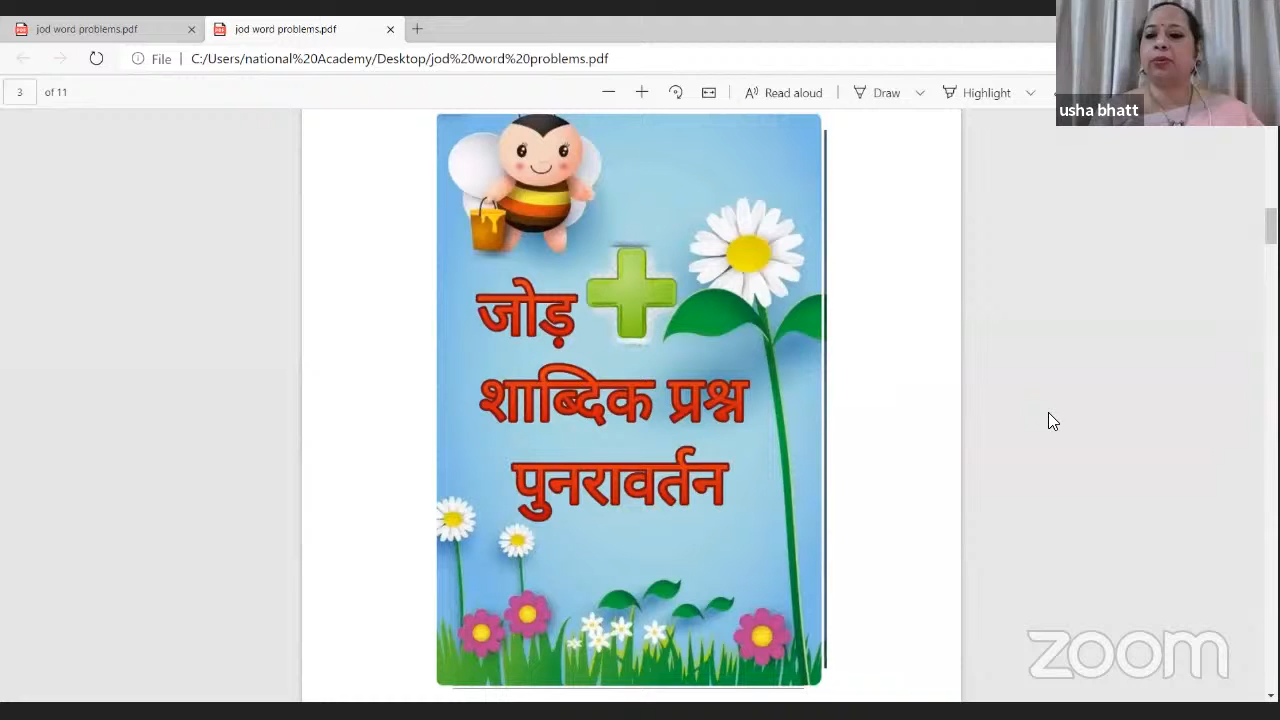 jod word problems.pdf
jod word problems.pdf
File
C:/Users/national%20Academy/Desktop/jod%20word%20problems.pdf
3 of 11
Read aloud
Draw
Highlight
usha bhatt
जोड़
शाब्दिक प्रश्न
पुनरावर्तन
zoom